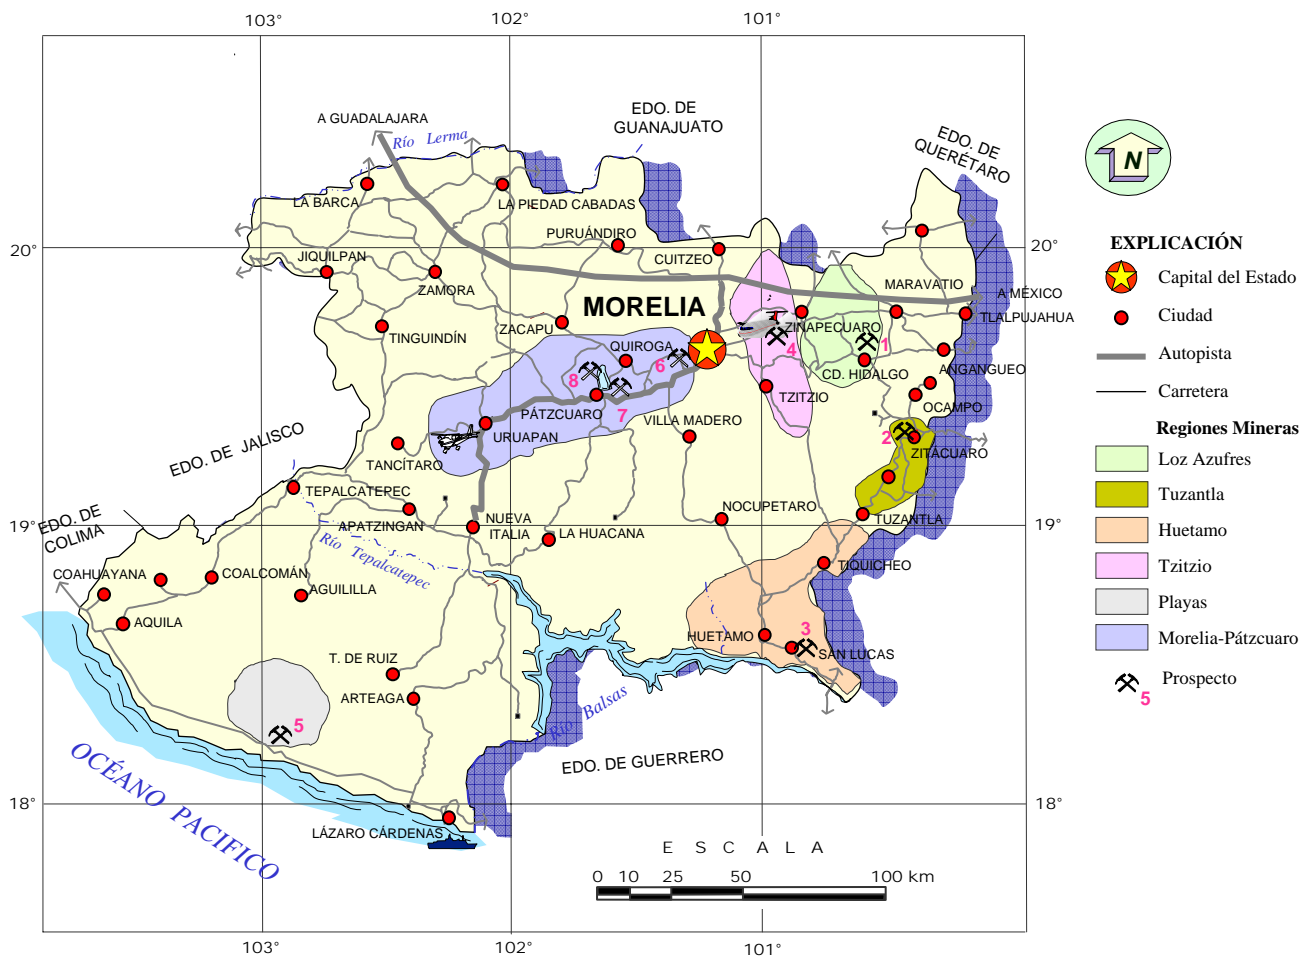 103°
102°
101°
A GUADALAJARA
Río Lerma
EDO. DE
GUANAJUATO
EDO. DE
QUERÉTARO
N
LA BARCA
LA PIEDAD CABADAS
PURUÁNDIRO
20°
20°
CUITZEO
JIQUILPAN
ZAMORA
MARAVATIO
A MÉXICO
TLALPUJAHUA
MORELIA
ZINAPECUARO
ZACAPU
TINGUINDÍN
QUIROGA
6
4
1
CD. HIDALGO
ANGANGUEO
8
7
TZITZIO
OCAMPO
PÁTZCUARO
VILLA MADERO
URUAPAN
2
ZITÁCUARO
EDO. DE JALISCO
TANCÍTARO
TEPALCATEPEC
NOCUPETARO
TUZANTLA
19°
19°
EDO. DE
COLIMA
APATZINGAN
NUEVA
ITALIA
LA HUACANA
Río Tepalcatepec
TIQUICHEO
COAHUAYANA
COALCOMÁN
AGUILILLA
AQUILA
HUETAMO
3
SAN LUCAS
T. DE RUIZ
ARTEAGA
Río Balsas
5
EDO. DE GUERRERO
OCÉANO PACIFICO
18°
18°
LÁZARO CÁRDENAS
E S C A L A
0 10 25 50 100 km
103°
102°
101°
EXPLICACIÓN
Capital del Estado
Ciudad
Autopista
Carretera
Regiones Mineras
Loz Azufres
Tuzantla
Huetamo
Tzitzio
Playas
Morelia-Pátzcuaro
Prospecto
5